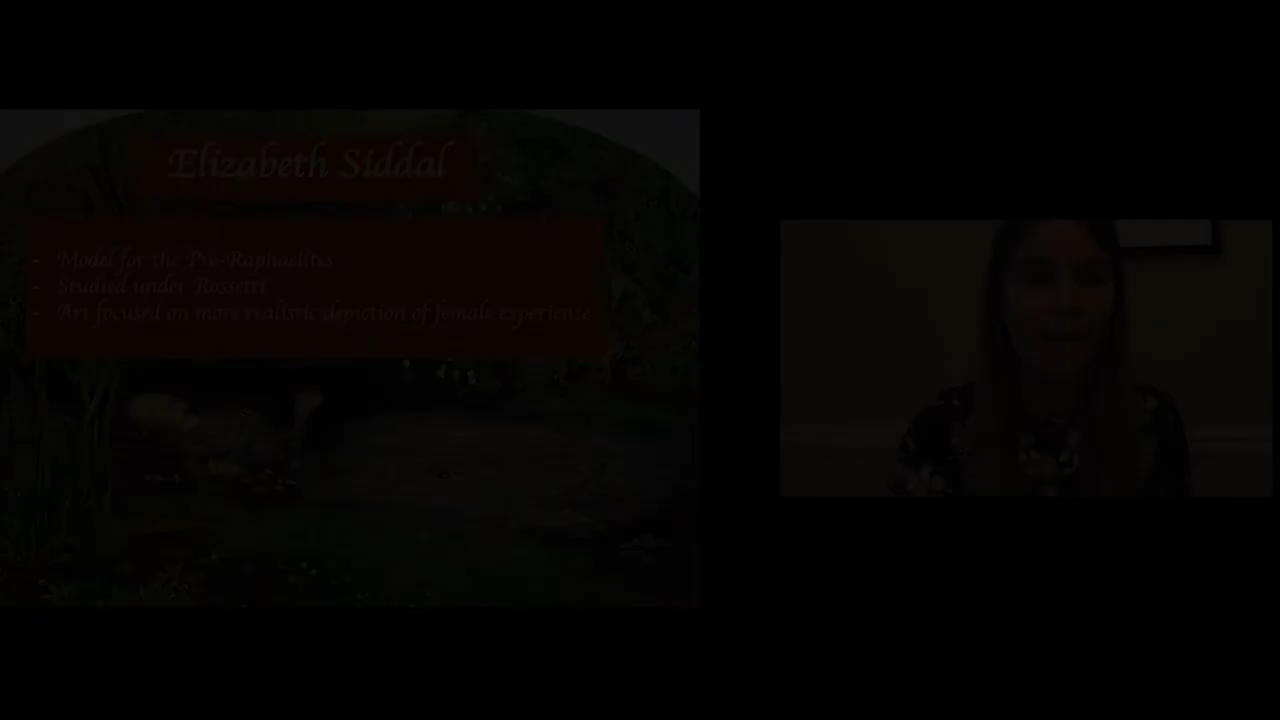 Elizabeth Siddal
- Model for the Pre-Raphaelites
- Studied under Rossetti
- Art focused on more realistic depiction of female experience